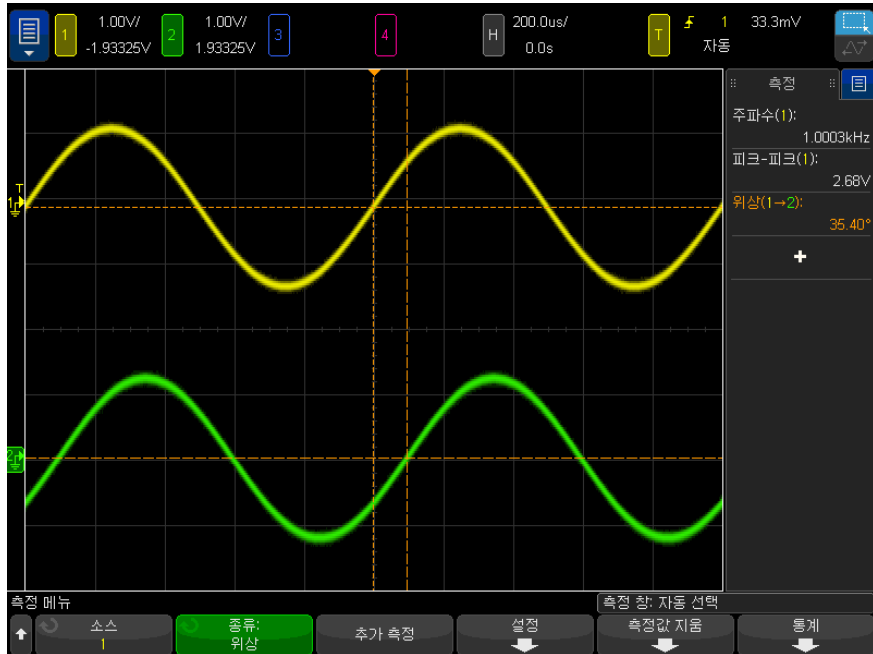 1 1.00V/ 2 1.00V/ 3 4 H 200.0us/ T 1 33.3mV
-1.93325V 1.93325V 0.0s 자동
측정
주파수(1):
1.0003kHz
피크-피크(1):
2.68V
위상(1→2):
35.40°
+
T
1
2
측정 메뉴
측정 창: 자동 선택
소스
1
종류:
위상
추가 측정
설정
측정값 지움
통계